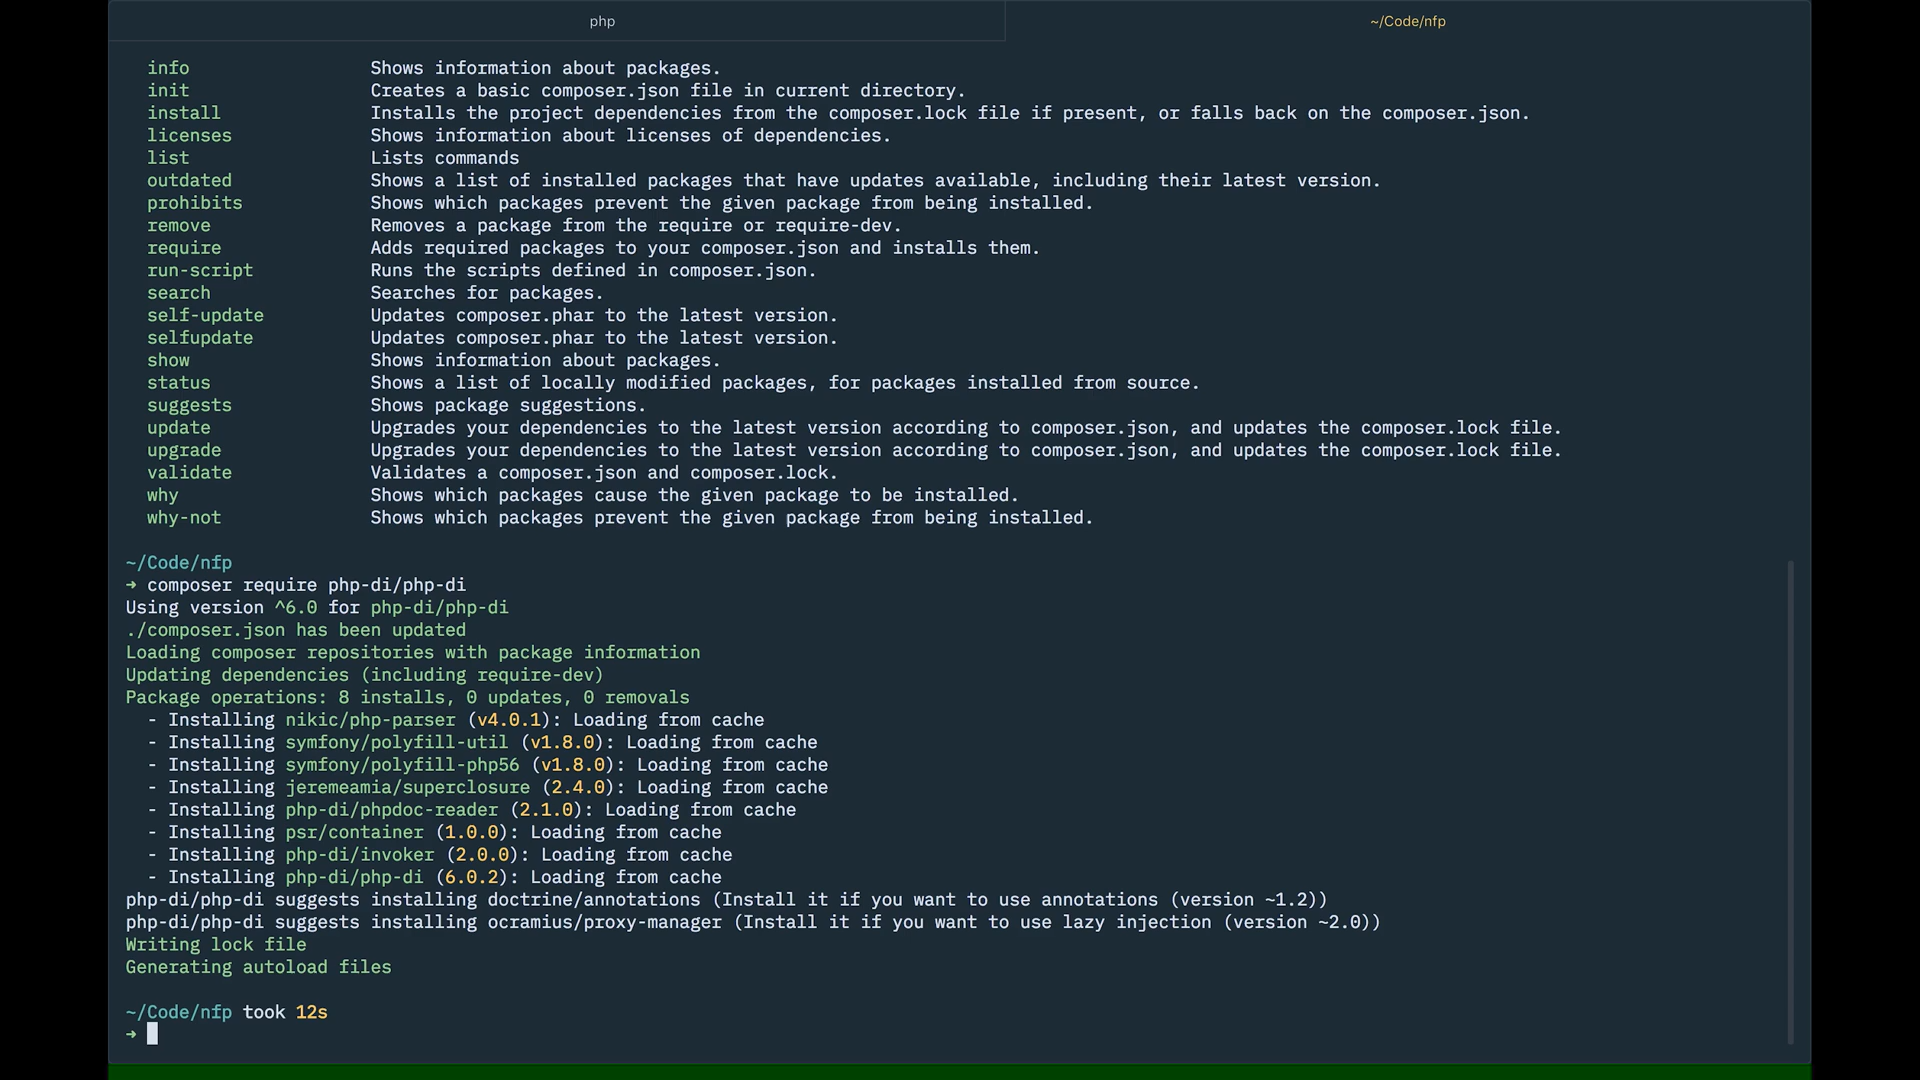 php ~/Code/nfp
info Shows information about packages.
init Creates a basic composer.json file in current directory.
install Installs the project dependencies from the composer.lock file if present, or falls back on the composer.json.
licenses Shows information about licenses of dependencies.
list Lists commands
outdated Shows a list of installed packages that have updates available, including their latest version.
prohibits Shows which packages prevent the given package from being installed.
remove Removes a package from the require or require-dev.
require Adds required packages to your composer.json and installs them.
run-script Runs the scripts defined in composer.json.
search Searches for packages.
self-update Updates composer.phar to the latest version.
selfupdate Updates composer.phar to the latest version.
show Shows information about packages.
status Shows a list of locally modified packages, for packages installed from source.
suggests Shows package suggestions.
update Upgrades your dependencies to the latest version according to composer.json, and updates the composer.lock file.
upgrade Upgrades your dependencies to the latest version according to composer.json, and updates the composer.lock file.
validate Validates a composer.json and composer.lock.
why Shows which packages cause the given package to be installed.
why-not Shows which packages prevent the given package from being installed.
~/Code/nfp
➜ composer require php-di/php-di
Using version ^6.0 for php-di/php-di
./composer.json has been updated
Loading composer repositories with package information
Updating dependencies (including require-dev)
Package operations: 8 installs, 0 updates, 0 removals
- Installing nikic/php-parser (v4.0.1): Loading from cache
- Installing symfony/polyfill-util (v1.8.0): Loading from cache
- Installing symfony/polyfill-php56 (v1.8.0): Loading from cache
- Installing jeremeamia/superclosure (2.4.0): Loading from cache
- Installing php-di/phpdoc-reader (2.1.0): Loading from cache
- Installing psr/container (1.0.0): Loading from cache
- Installing php-di/invoker (2.0.0): Loading from cache
- Installing php-di/php-di (6.0.2): Loading from cache
php-di/php-di suggests installing doctrine/annotations (Install it if you want to use annotations (version ~1.2))
php-di/php-di suggests installing ocramius/proxy-manager (Install it if you want to use lazy injection (version ~2.0))
Writing lock file
Generating autoload files
~/Code/nfp took 12s
➜